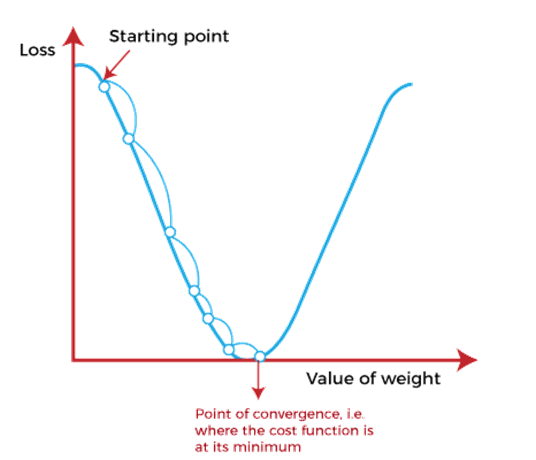 Starting point
Loss
Value of weight
Point of convergence, i.e.
where the cost function is
at its minimum